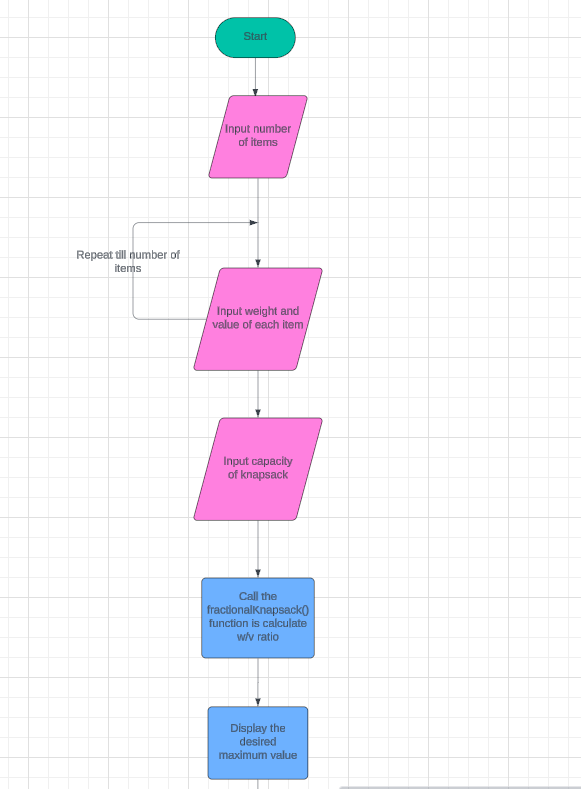 Start
Input number
of items
Repeat till number of
items
Input weight and
value of each item
Input capacity
of knapsack
Call the
fractionalKnapsack()
function is calculate
w/v ratio
Display the
desired
maximum value